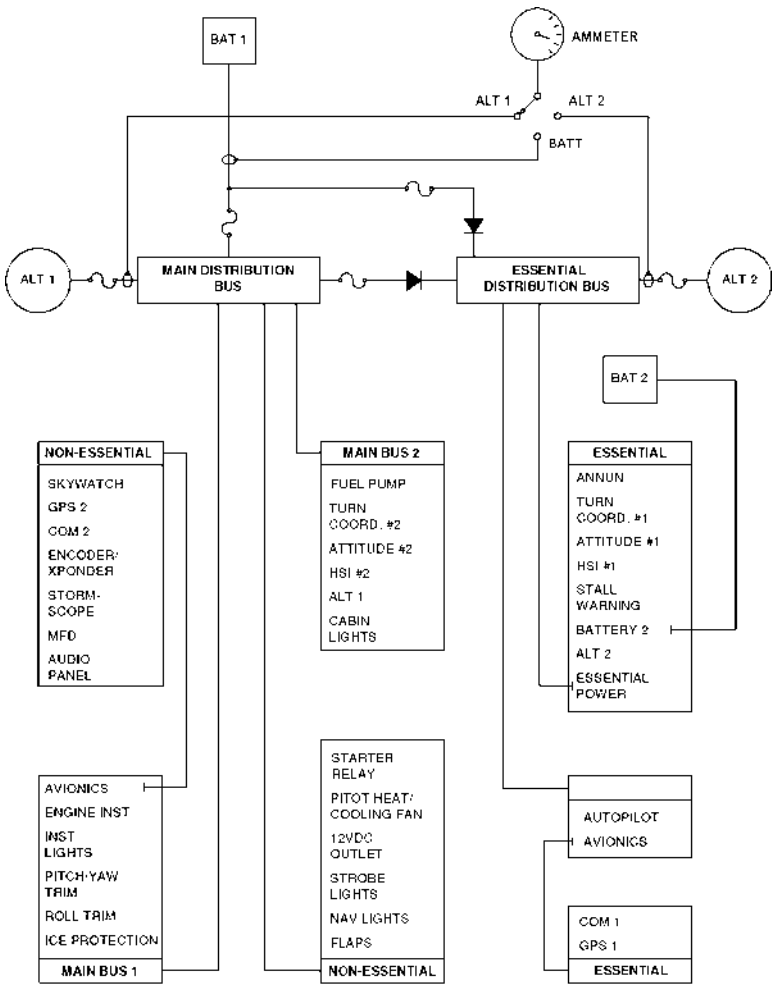 BAT 1
AMMETER
ALT 1
ALT 2
BATT
ALT 1
MAIN DISTRIBUTION
BUS
ESSENTIAL
DISTRIBUTION BUS
ALT 2
BAT 2
NON-ESSENTIAL
SKYWATCH
GPS 2
COM 2
ENCODER/
XPONDER
STORM-
SCOPE
MFD
AUDIO
PANEL
MAIN BUS 2
FUEL PUMP
TURN
COORD. #2
ATTITUDE #2
HSI #2
ALT 1
CABIN
LIGHTS
ESSENTIAL
ANNUN
TURN
COORD. #1
ATTITUDE #1
HSI #1
STALL
WARNING
BATTERY 2
ALT 2
ESSENTIAL
POWER
AVIONICS
ENGINE INST
INST
LIGHTS
PITCH/YAW
TRIM
ROLL TRIM
ICE PROTECTION
MAIN BUS 1
STARTER
RELAY
PITOT HEAT/
COOLING FAN
12VDC
OUTLET
STROBE
LIGHTS
NAV LIGHTS
FLAPS
NON-ESSENTIAL
AUTOPILOT
AVIONICS
COM 1
GPS 1
ESSENTIAL